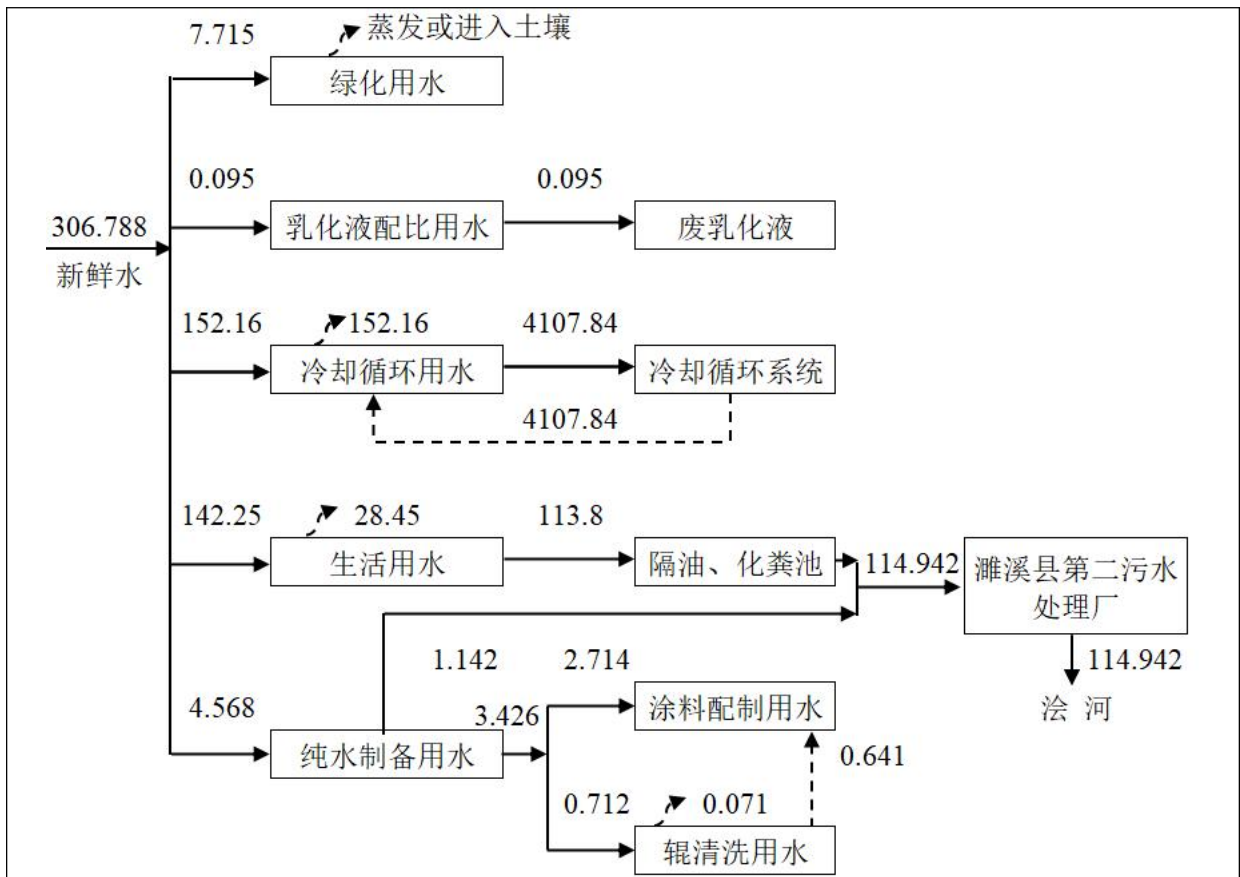 7.715
蒸发或进入土壤
绿化用水
0.095
0.095
306.788
乳化液配比用水
废乳化液
新鲜水
152.16
152.16
4107.84
冷却循环用水
冷却循环系统
4107.84
142.25
28.45
113.8
生活用水
隔油、化粪池
114.942
濉溪县第二污水
处理厂
1.142
2.714
114.942
4.568
3.426
涂料配制用水
浍 河
纯水制备用水
0.641
0.712
0.071
辊清洗用水